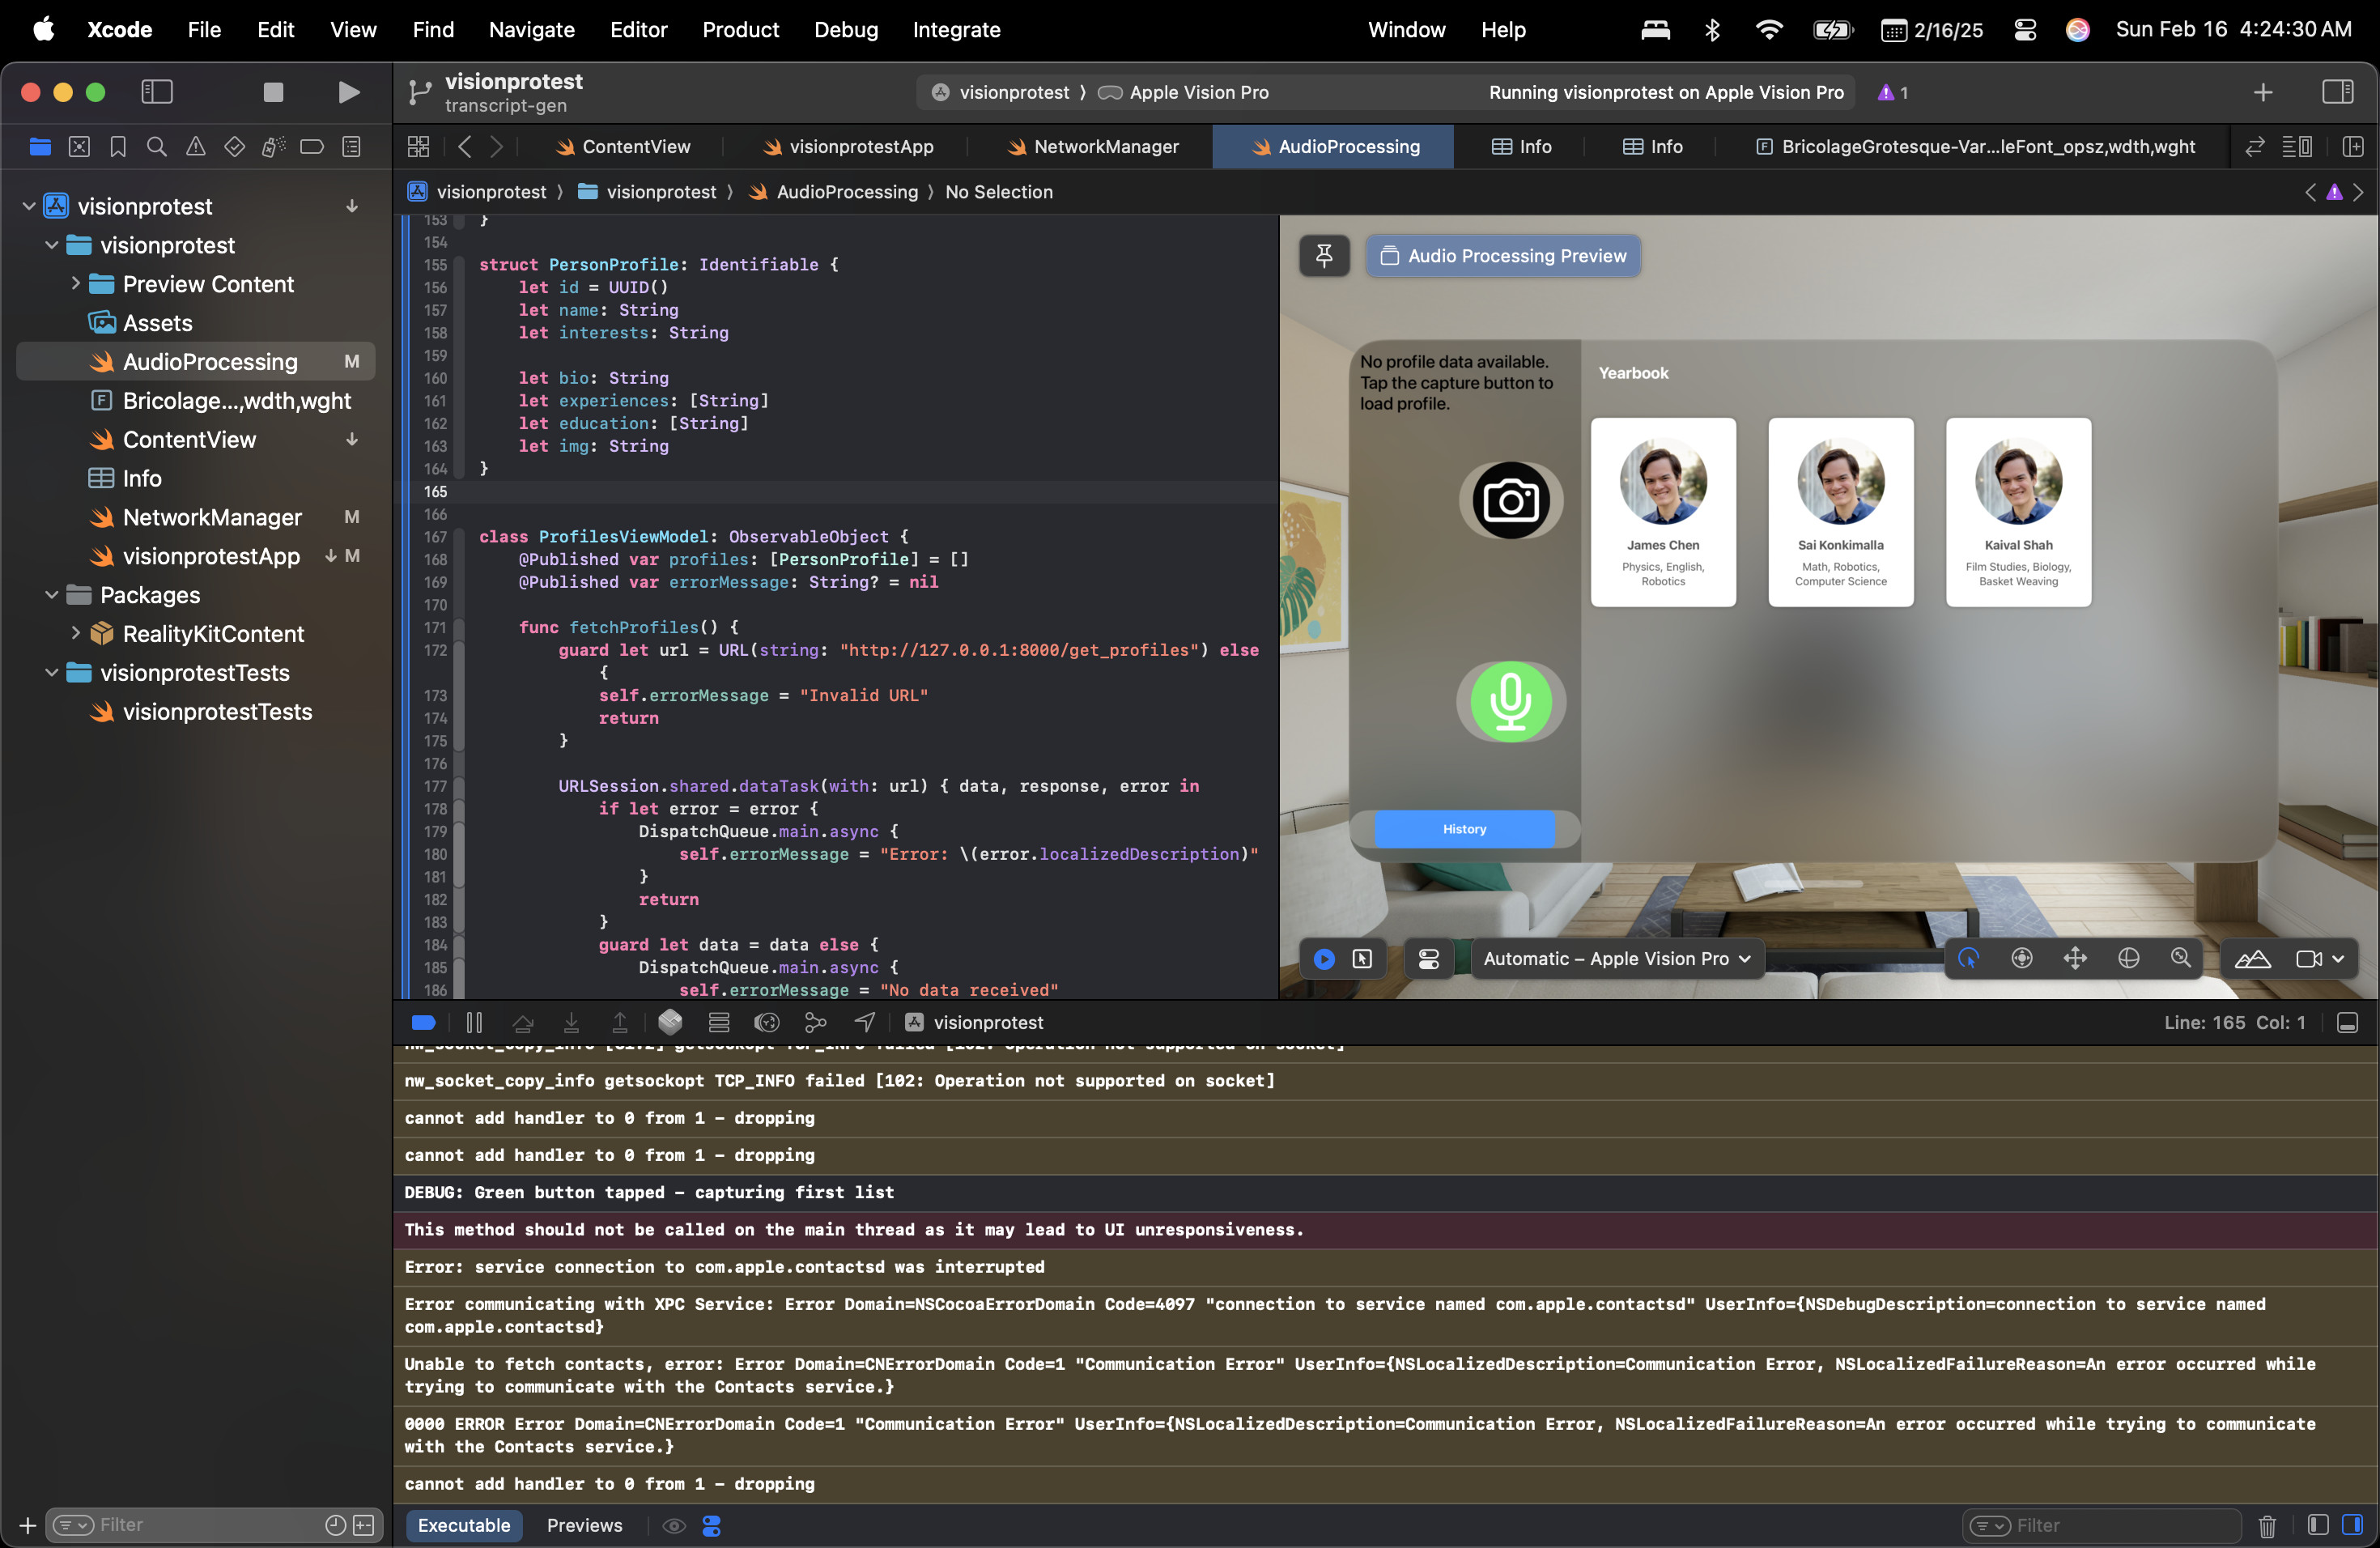 Xcode File Edit View Find Navigate Editor Product Debug Integrate Window Help 2/16/25 Sun Feb 16 4:24:30 AM
visionprotest
transcript-gen
visionprotest ⟩ Apple Vision Pro
Running visionprotest on Apple Vision Pro
1
ContentView
visionprotestApp
NetworkManager
AudioProcessing
Info
Info
BricolageGrotesque-Var...leFont_opsz,wdth,wght
visionprotest ⟩ visionprotest ⟩ AudioProcessing ⟩ No Selection
visionprotest
visionprotest
Preview Content
Assets
AudioProcessing M
Bricolage...,wdth,wght
ContentView
Info
NetworkManager M
visionprotestApp M
Packages
RealityKitContent
visionprotestTests
visionprotestTests
153 }
154
155 struct PersonProfile: Identifiable {
156 let id = UUID()
157 let name: String
158 let interests: String
159
160 let bio: String
161 let experiences: [String]
162 let education: [String]
163 let img: String
164 }
165
166
167 class ProfilesViewModel: ObservableObject {
168 @Published var profiles: [PersonProfile] = []
169 @Published var errorMessage: String? = nil
170
171 func fetchProfiles() {
172 guard let url = URL(string: "http://127.0.0.1:8000/get_profiles") else
{
173 self.errorMessage = "Invalid URL"
174 return
175 }
176
177 URLSession.shared.dataTask(with: url) { data, response, error in
178 if let error = error {
179 DispatchQueue.main.async {
180 self.errorMessage = "Error: \(error.localizedDescription)"
181 }
182 return
183 }
184 guard let data = data else {
185 DispatchQueue.main.async {
186 self.errorMessage = "No data received"
Audio Processing Preview
No profile data available.
Tap the capture button to
load profile.
History
Yearbook
James Chen
Physics, English,
Robotics
Sai Konkimalla
Math, Robotics,
Computer Science
Kaival Shah
Film Studies, Biology,
Basket Weaving
Automatic – Apple Vision Pro
visionprotest
Line: 165 Col: 1
nw_socket_copy_info [C1.1.2] getsockopt TCP_INFO failed [102: Operation not supported on socket]
nw_socket_copy_info getsockopt TCP_INFO failed [102: Operation not supported on socket]
cannot add handler to 0 from 1 - dropping
cannot add handler to 0 from 1 - dropping
DEBUG: Green button tapped – capturing first list
This method should not be called on the main thread as it may lead to UI unresponsiveness.
Error: service connection to com.apple.contactsd was interrupted
Error communicating with XPC Service: Error Domain=NSCocoaErrorDomain Code=4097 "connection to service named com.apple.contactsd" UserInfo={NSDebugDescription=connection to service named
com.apple.contactsd}
Unable to fetch contacts, error: Error Domain=CNErrorDomain Code=1 "Communication Error" UserInfo={NSLocalizedDescription=Communication Error, NSLocalizedFailureReason=An error occurred while
trying to communicate with the Contacts service.}
0000 ERROR Error Domain=CNErrorDomain Code=1 "Communication Error" UserInfo={NSLocalizedDescription=Communication Error, NSLocalizedFailureReason=An error occurred while trying to communicate
with the Contacts service.}
cannot add handler to 0 from 1 - dropping
Filter
Executable Previews
Filter